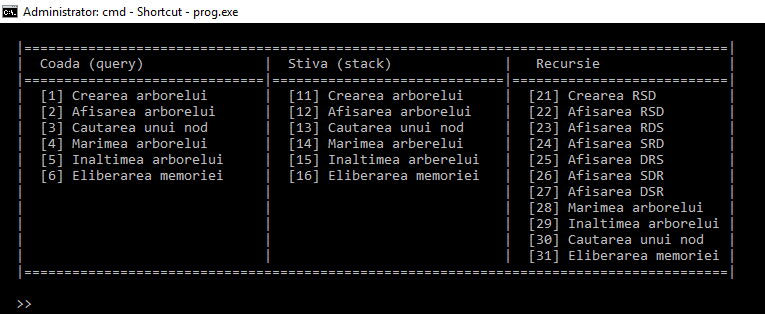 Administrator: cmd - Shortcut - prog.exe
|=======================================================================================|
| Coada (query) | Stiva (stack) | Recursie |
|==============================|=============================|===========================|
| [1] Crearea arborelui | [11] Crearea arborelui | [21] Crearea RSD |
| [2] Afisarea arborelui | [12] Afisarea arborelui | [22] Afisarea RSD |
| [3] Cautarea unui nod | [13] Cautarea unui nod | [23] Afisarea RDS |
| [4] Marimea arborelui | [14] Marimea arberelui | [24] Afisarea SRD |
| [5] Inaltimea arborelui | [15] Inaltimea arberelui | [25] Afisarea DRS |
| [6] Eliberarea memoriei | [16] Eliberarea memoriei | [26] Afisarea SDR |
| | | [27] Afisarea DSR |
| | | [28] Marimea arborelui |
| | | [29] Inaltimea arborelui |
| | | [30] Cautarea unui nod |
| | | [31] Eliberarea memoriei |
|=======================================================================================|
>>